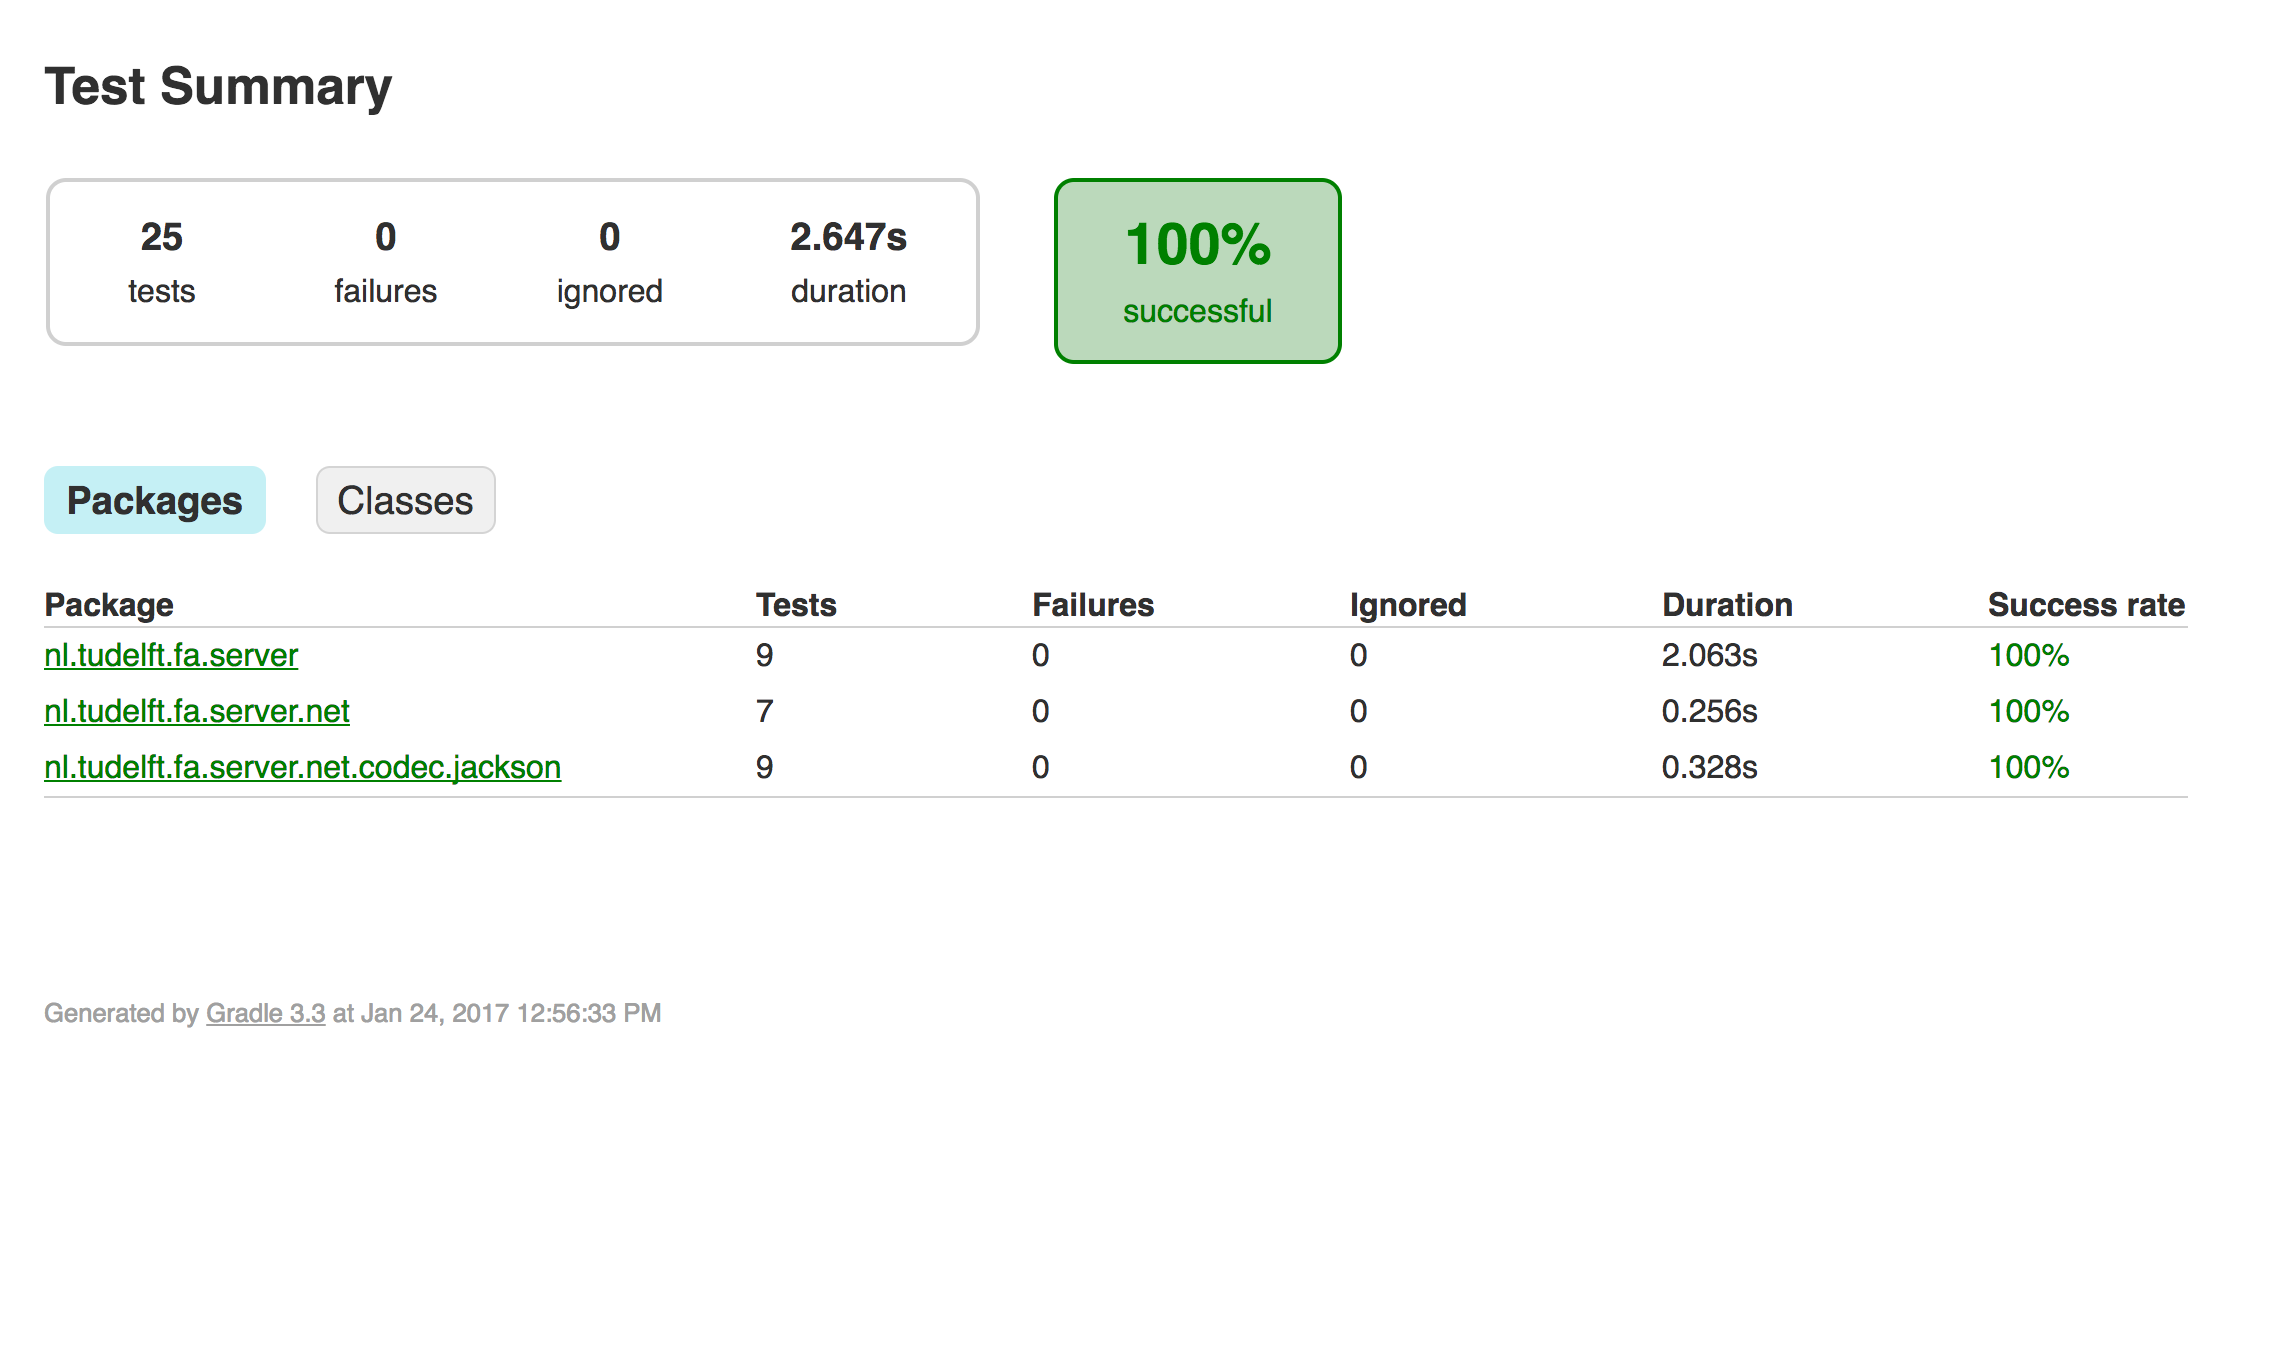 Test Summary
25 0 0 2.647s
tests failures ignored duration
100%
successful
Packages Classes
Package Tests Failures Ignored Duration Success rate
nl.tudelft.fa.server 9 0 0 2.063s 100%
nl.tudelft.fa.server.net 7 0 0 0.256s 100%
nl.tudelft.fa.server.net.codec.jackson 9 0 0 0.328s 100%
Generated by Gradle 3.3 at Jan 24, 2017 12:56:33 PM